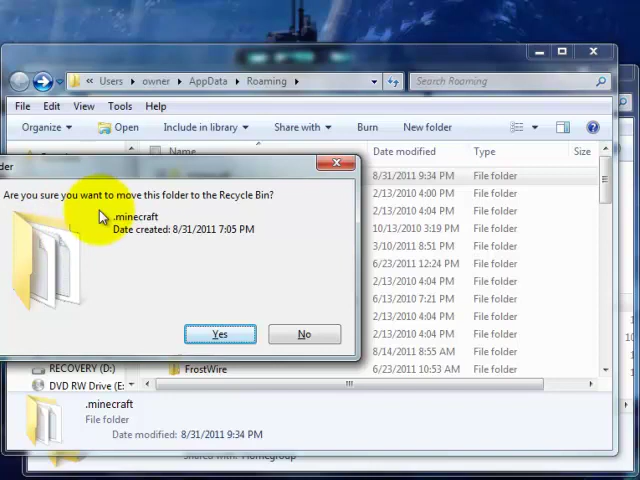 « Users ▸ owner ▸ AppData ▸ Roaming ▸
Search Roaming
File Edit View Tools Help
Organize Open Include in library Share with Burn New folder
Name Date modified Type Size
8/31/2011 9:34 PM File folder
2/13/2010 4:00 PM File folder
2/13/2010 4:04 PM File folder
10/13/2010 3:19 PM File folder
3/10/2011 8:51 PM File folder
6/23/2011 12:24 PM File folder
6/13/2010 7:21 PM File folder
2/13/2010 4:04 PM File folder
2/13/2010 4:04 PM File folder
8/14/2011 8:55 AM File folder
FrostWire 6/23/2011 10:53 AM File folder
Are you sure you want to move this folder to the Recycle Bin?
.minecraft
Date created: 8/31/2011 7:05 PM
Yes No
RECOVERY (D:)
DVD RW Drive (E:
.minecraft
File folder
Date modified: 8/31/2011 9:34 PM
Shared with: Homegroup